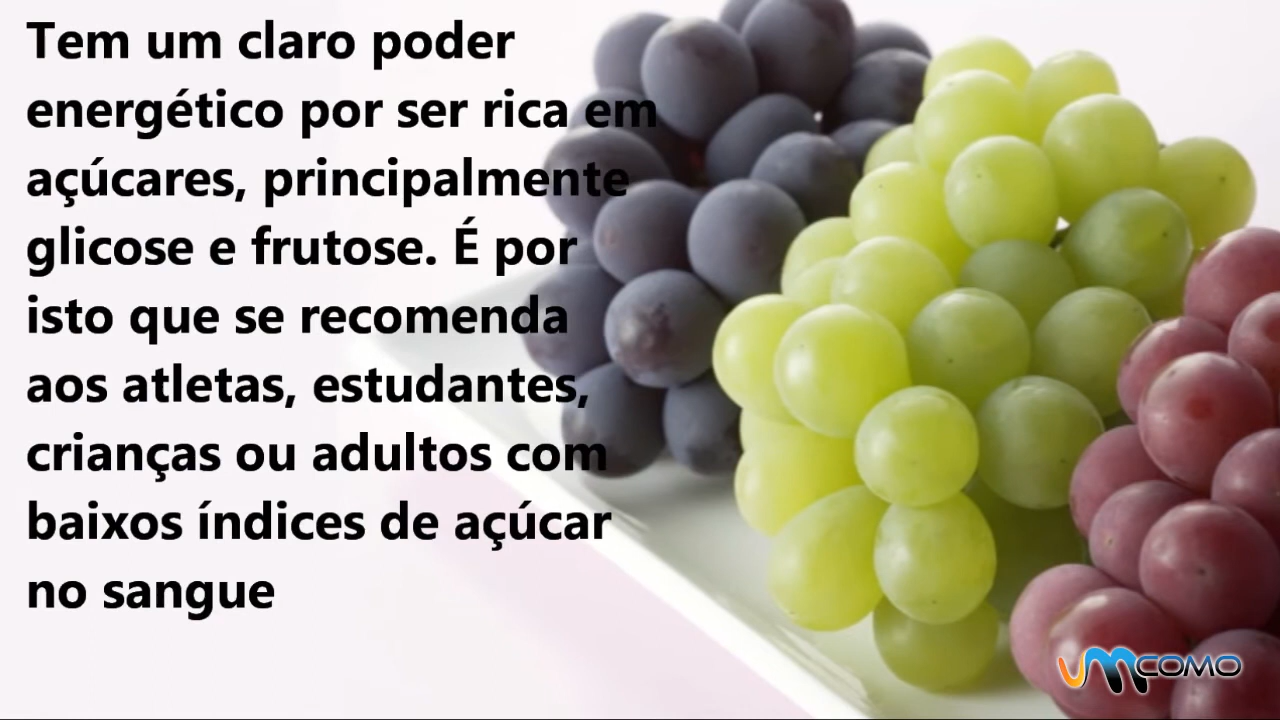 Tem um claro poder
energético por ser rica em
açúcares, principalmente
glicose e frutose. É por
isto que se recomenda
aos atletas, estudantes,
crianças ou adultos com
baixos índices de açúcar
no sangue
umCOMO